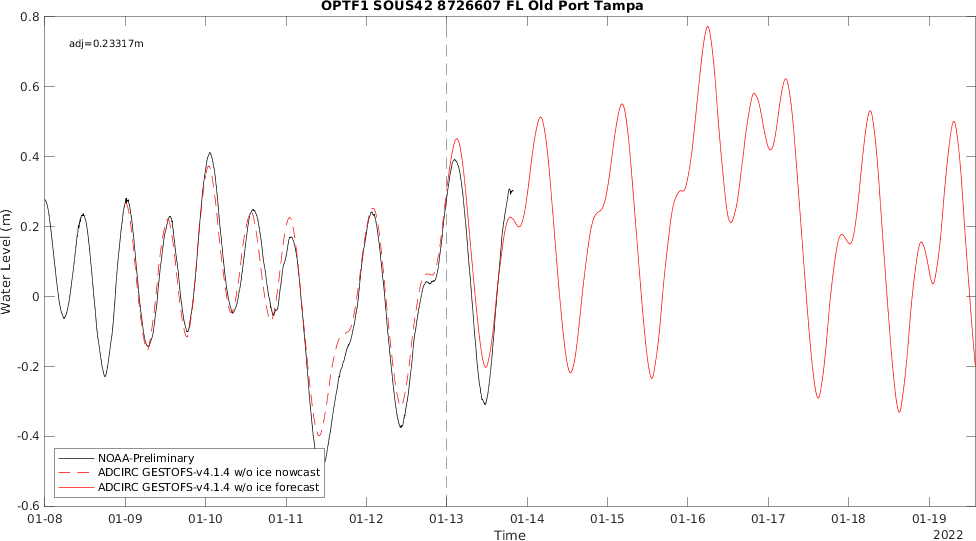 OPTF1 SOUS42 8726607 FL Old Port Tampa
adj=0.23317m
0.8
0.6
0.4
0.2
0
-0.2
-0.4
-0.6
Water Level (m)
NOAA-Preliminary
ADCIRC GESTOFS-v4.1.4 w/o ice nowcast
ADCIRC GESTOFS-v4.1.4 w/o ice forecast
01-08 01-09 01-10 01-11 01-12 01-13 01-14 01-15 01-16 01-17 01-18 01-19
Time
2022